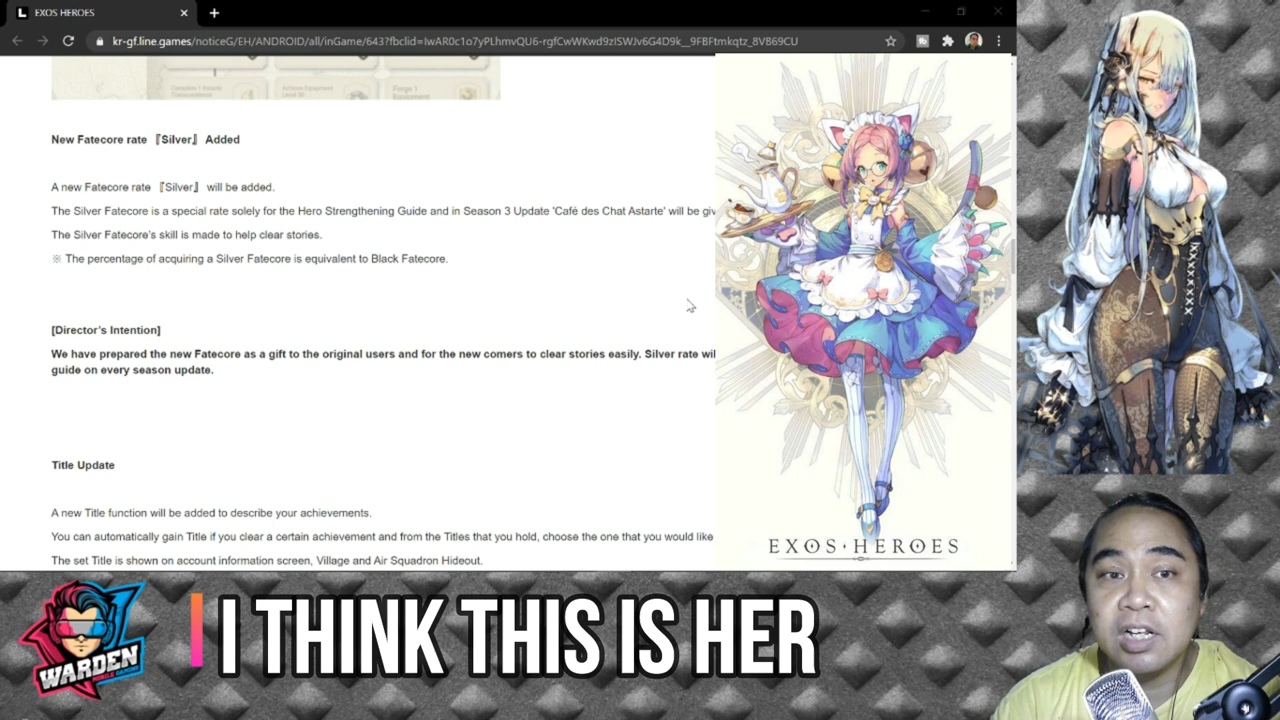 EXOS HEROES
kr-gf.line.games/noticeG/EH/ANDROID/all/inGame/643?fbclid=IwAR0c1o7yPLhmvQU6-rgfCwWKwd9zISWJv6G4D9k__9FBFtmkqtz_8VB69CU
New Fatecore rate 『Silver』 Added
A new Fatecore rate 『Silver』 will be added.
The Silver Fatecore is a special rate solely for the Hero Strengthening Guide and in Season 3 Update 'Café des Chat Astarte' will be giv
The Silver Fatecore's skill is made to help clear stories.
※ The percentage of acquiring a Silver Fatecore is equivalent to Black Fatecore.
[Director's Intention]
We have prepared the new Fatecore as a gift to the original users and for the new comers to clear stories easily. Silver rate wil
guide on every season update.
Title Update
A new Title function will be added to describe your achievements.
You can automatically gain Title if you clear a certain achievement and from the Titles that you hold, choose the one that you would like
The set Title is shown on account information screen, Village and Air Squadron Hideout.
EXOS·HEROES
WARDEN
MOBILE GAMING
I THINK THIS IS HER